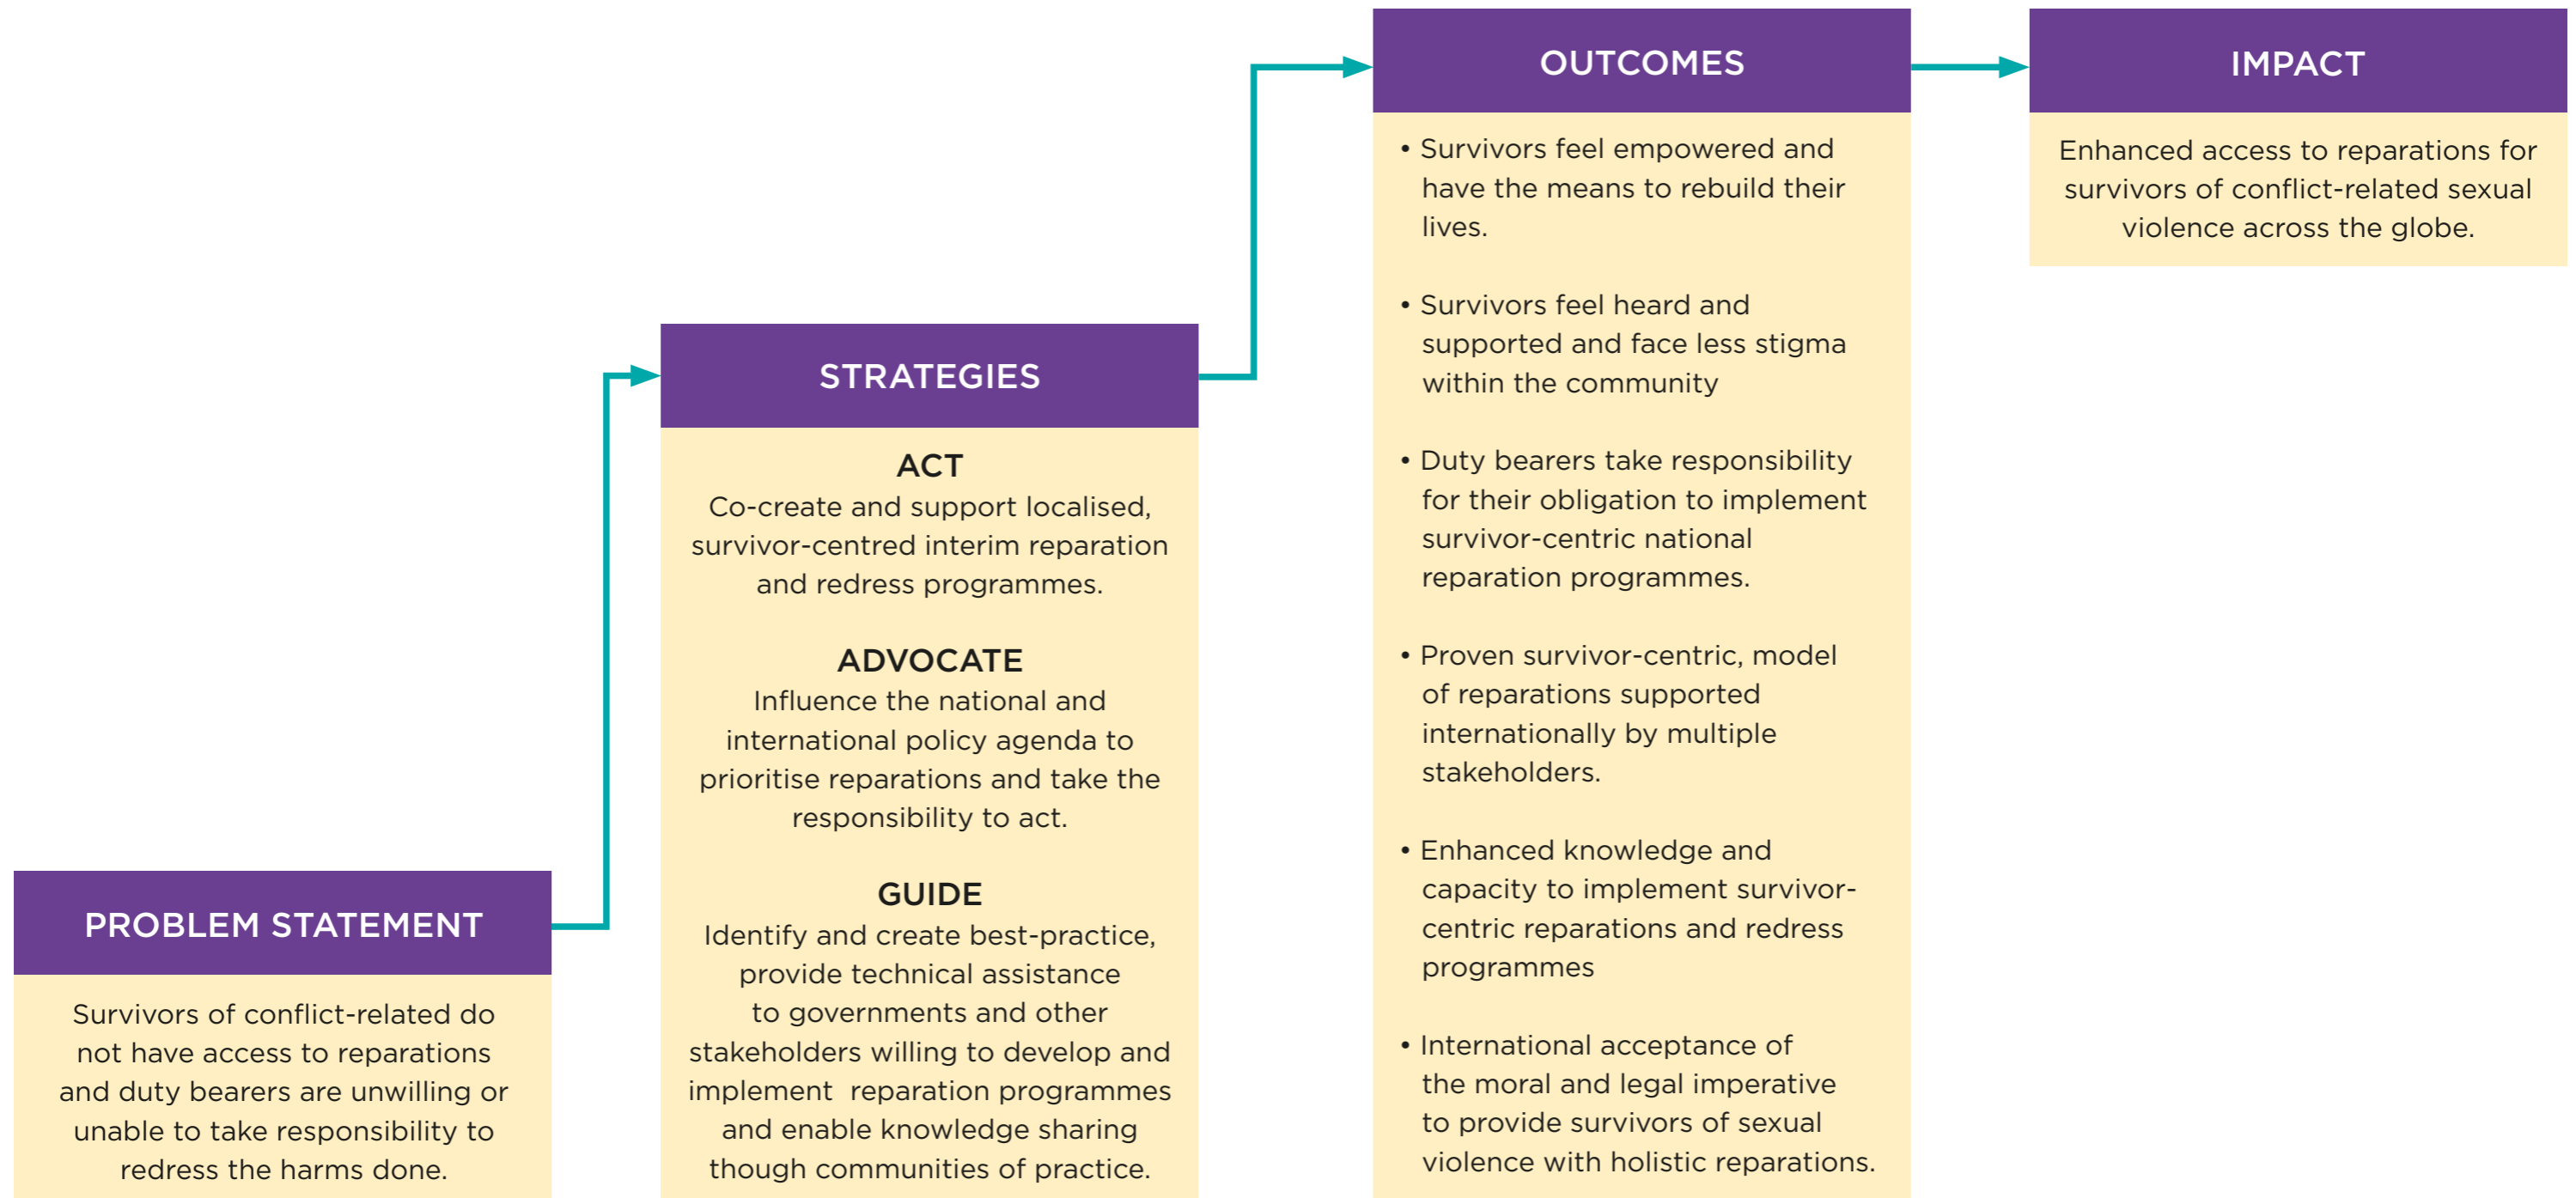 PROBLEM STATEMENT
Survivors of conflict-related do
not have access to reparations
and duty bearers are unwilling or
unable to take responsibility to
redress the harms done.
STRATEGIES
ACT
Co-create and support localised,
survivor-centred interim reparation
and redress programmes.
ADVOCATE
Influence the national and
international policy agenda to
prioritise reparations and take the
responsibility to act.
GUIDE
Identify and create best-practice,
provide technical assistance
to governments and other
stakeholders willing to develop and
implement  reparation programmes
and enable knowledge sharing
though communities of practice.
OUTCOMES
• Survivors feel empowered and
have the means to rebuild their
lives.
• Survivors feel heard and
supported and face less stigma
within the community
• Duty bearers take responsibility
for their obligation to implement
survivor-centric national
reparation programmes.
• Proven survivor-centric, model
of reparations supported
internationally by multiple
stakeholders.
• Enhanced knowledge and
capacity to implement survivor-
centric reparations and redress
programmes
• International acceptance of
the moral and legal imperative
to provide survivors of sexual
violence with holistic reparations.
IMPACT
Enhanced access to reparations for
survivors of conflict-related sexual
violence across the globe.